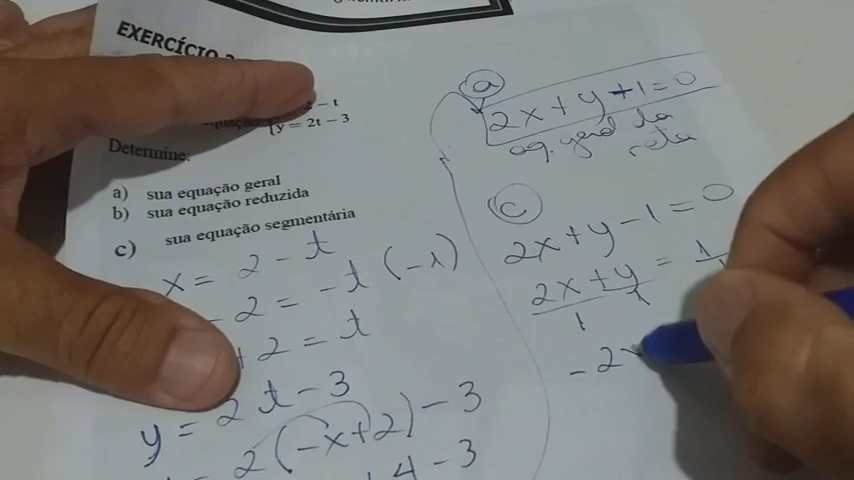 EXERCÍCIO
equação { - t
y = 2t - 3
Determine:
a) sua equação geral
b) sua equação reduzida
c) sua equação segmentária
x = 2 - t
- 2 = -t (-1)
+ 2 = t
y = 2t - 3
2(-x+2) - 3
+ 4 - 3
a
2x + y + 1 = 0
eq. geral da
reta
c
2x + y - 1 = 0
2x + y = 1
1 1
- 2